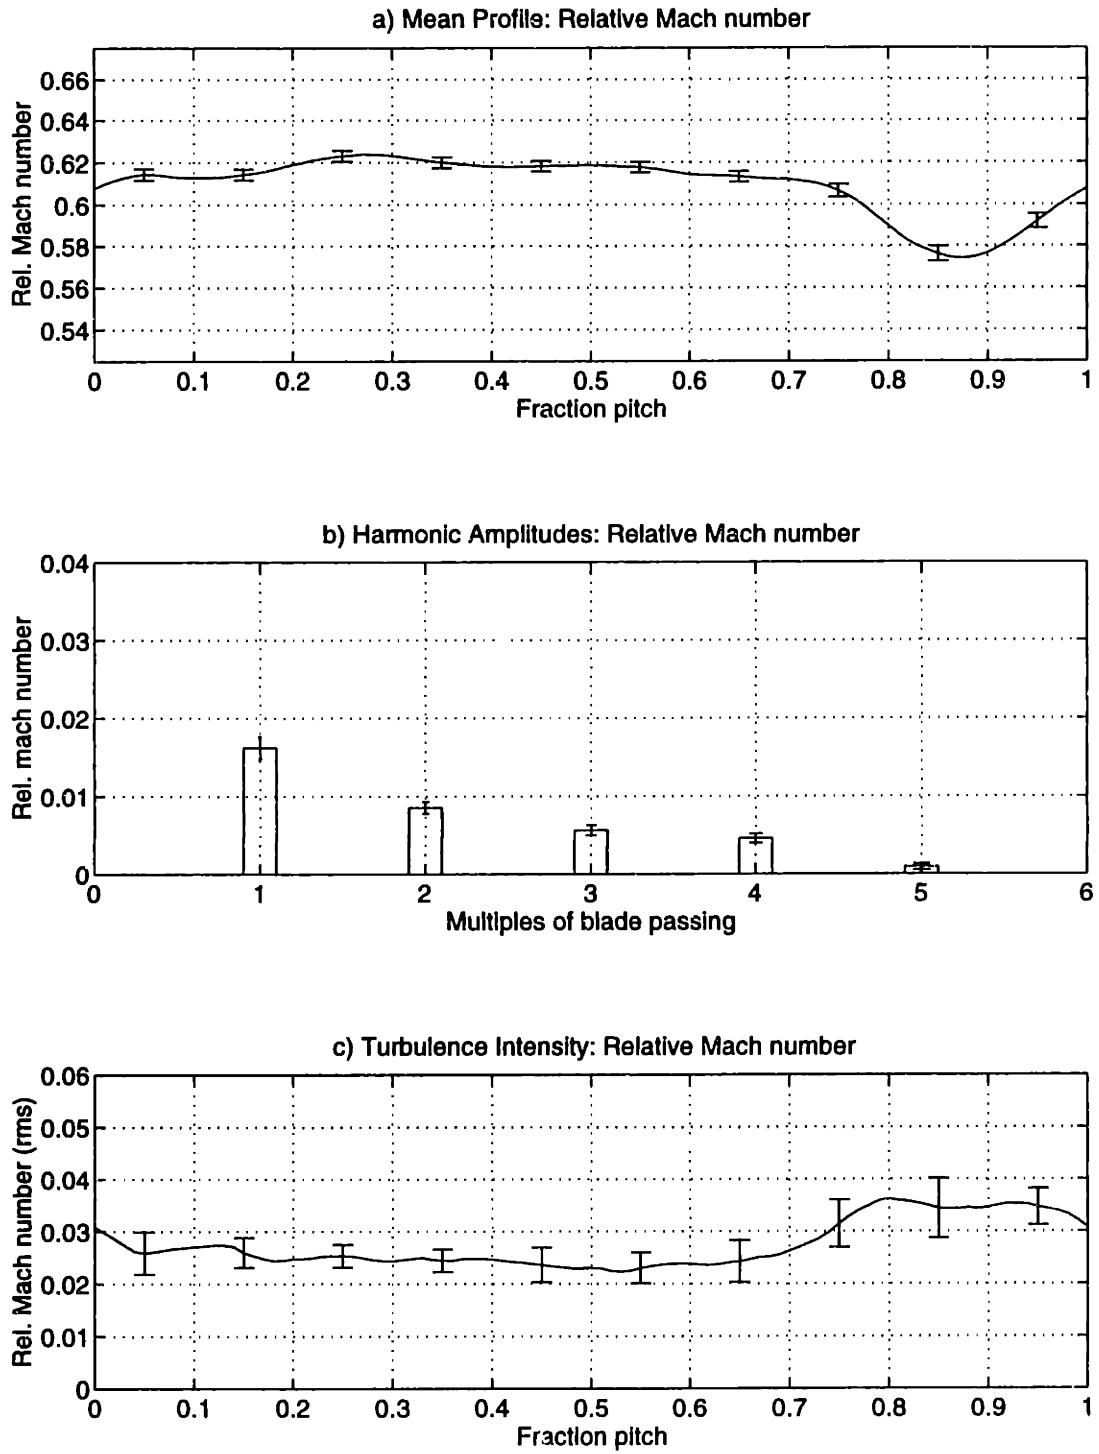 a) Mean Profile: Relative Mach number
0.66
0.64
0.62
0.6
0.58
0.56
0.54
Rel. Mach number
0 0.1 0.2 0.3 0.4 0.5 0.6 0.7 0.8 0.9 1
Fraction pitch
b) Harmonic Amplitudes: Relative Mach number
0.04
0.03
0.02
0.01
0
Rel. mach number
0 1 2 3 4 5 6
Multiples of blade passing
c) Turbulence Intensity: Relative Mach number
0.06
0.05
0.04
0.03
0.02
0.01
0
Rel. Mach number (rms)
0 0.1 0.2 0.3 0.4 0.5 0.6 0.7 0.8 0.9 1
Fraction pitch